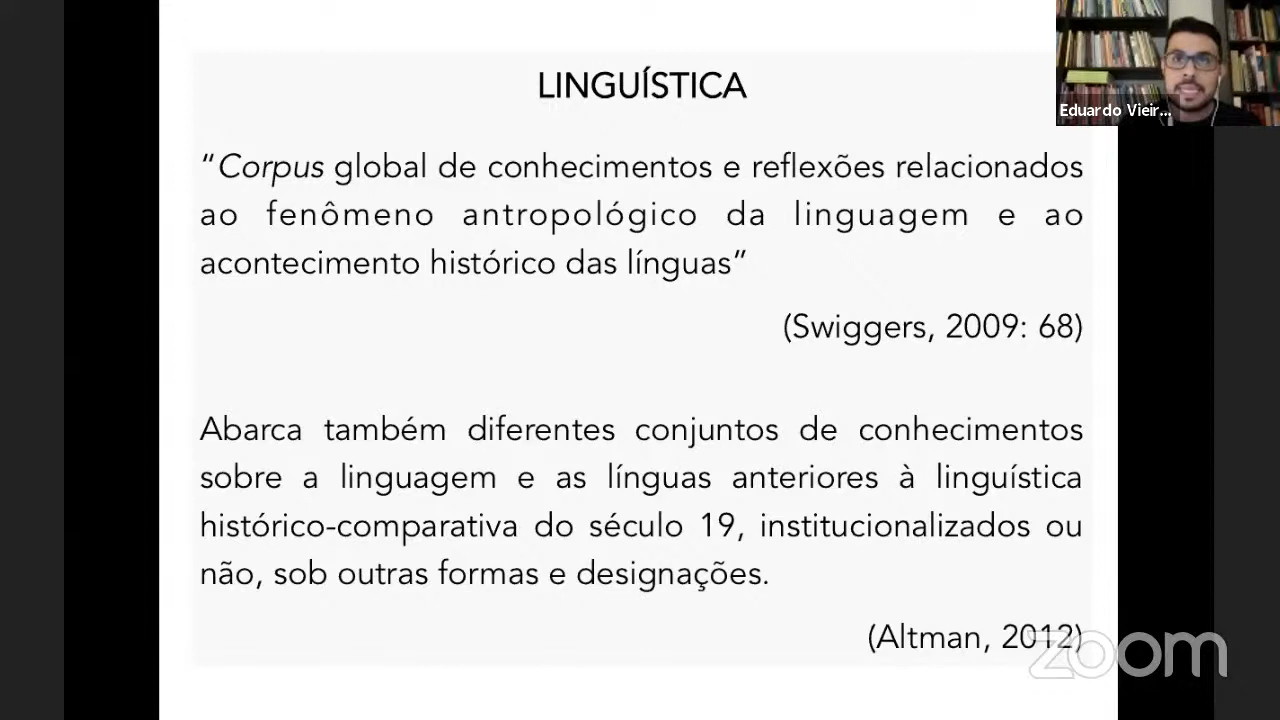 LINGUÍSTICA
“Corpus global de conhecimentos e reflexões relacionados
ao fenômeno antropológico da linguagem e ao
acontecimento histórico das línguas”
(Swiggers, 2009: 68)
Abarca também diferentes conjuntos de conhecimentos
sobre a linguagem e as línguas anteriores à linguística
histórico-comparativa do século 19, institucionalizados ou
não, sob outras formas e designações.
(Altman, 2012)
Eduardo Vieir...
zoom